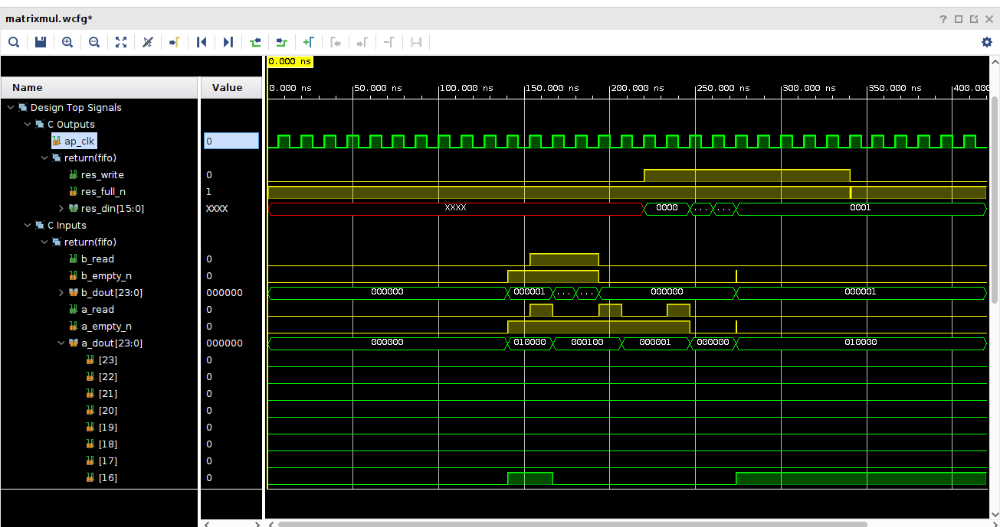 matrixmul.wcfg*
0.000 ns
Name Value 0.000 ns 50.000 ns 100.000 ns 150.000 ns 200.000 ns 250.000 ns 300.000 ns 350.000 ns 400.000
Design Top Signals
C Outputs
ap_clk 0
return(fifo)
res_write 0
res_full_n 1
res_din[15:0] XXXX XXXX 0000 ... ... 0001
C Inputs
return(fifo)
b_read 0
b_empty_n 0
b_dout[23:0] 000000 000000 000001 ... ... 000000 000001
a_read 0
a_empty_n 0
a_dout[23:0] 000000 000000 010000 000100 000001 000000 010000
[23] 0
[22] 0
[21] 0
[20] 0
[19] 0
[18] 0
[17] 0
[16] 0